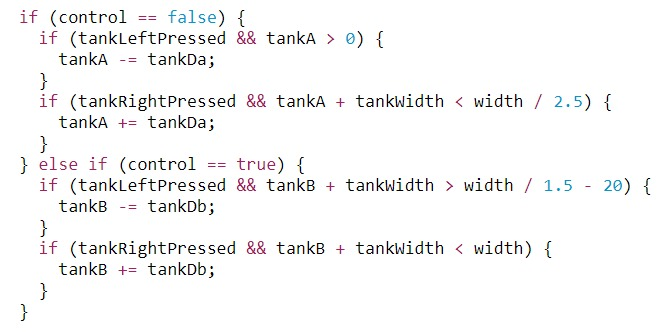 if (control == false) {
  if (tankLeftPressed && tankA > 0) {
    tankA -= tankDa;
  }
  if (tankRightPressed && tankA + tankWidth < width / 2.5) {
    tankA += tankDa;
  }
} else if (control == true) {
  if (tankLeftPressed && tankB + tankWidth > width / 1.5 - 20) {
    tankB -= tankDb;
  }
  if (tankRightPressed && tankB + tankWidth < width) {
    tankB += tankDb;
  }
}